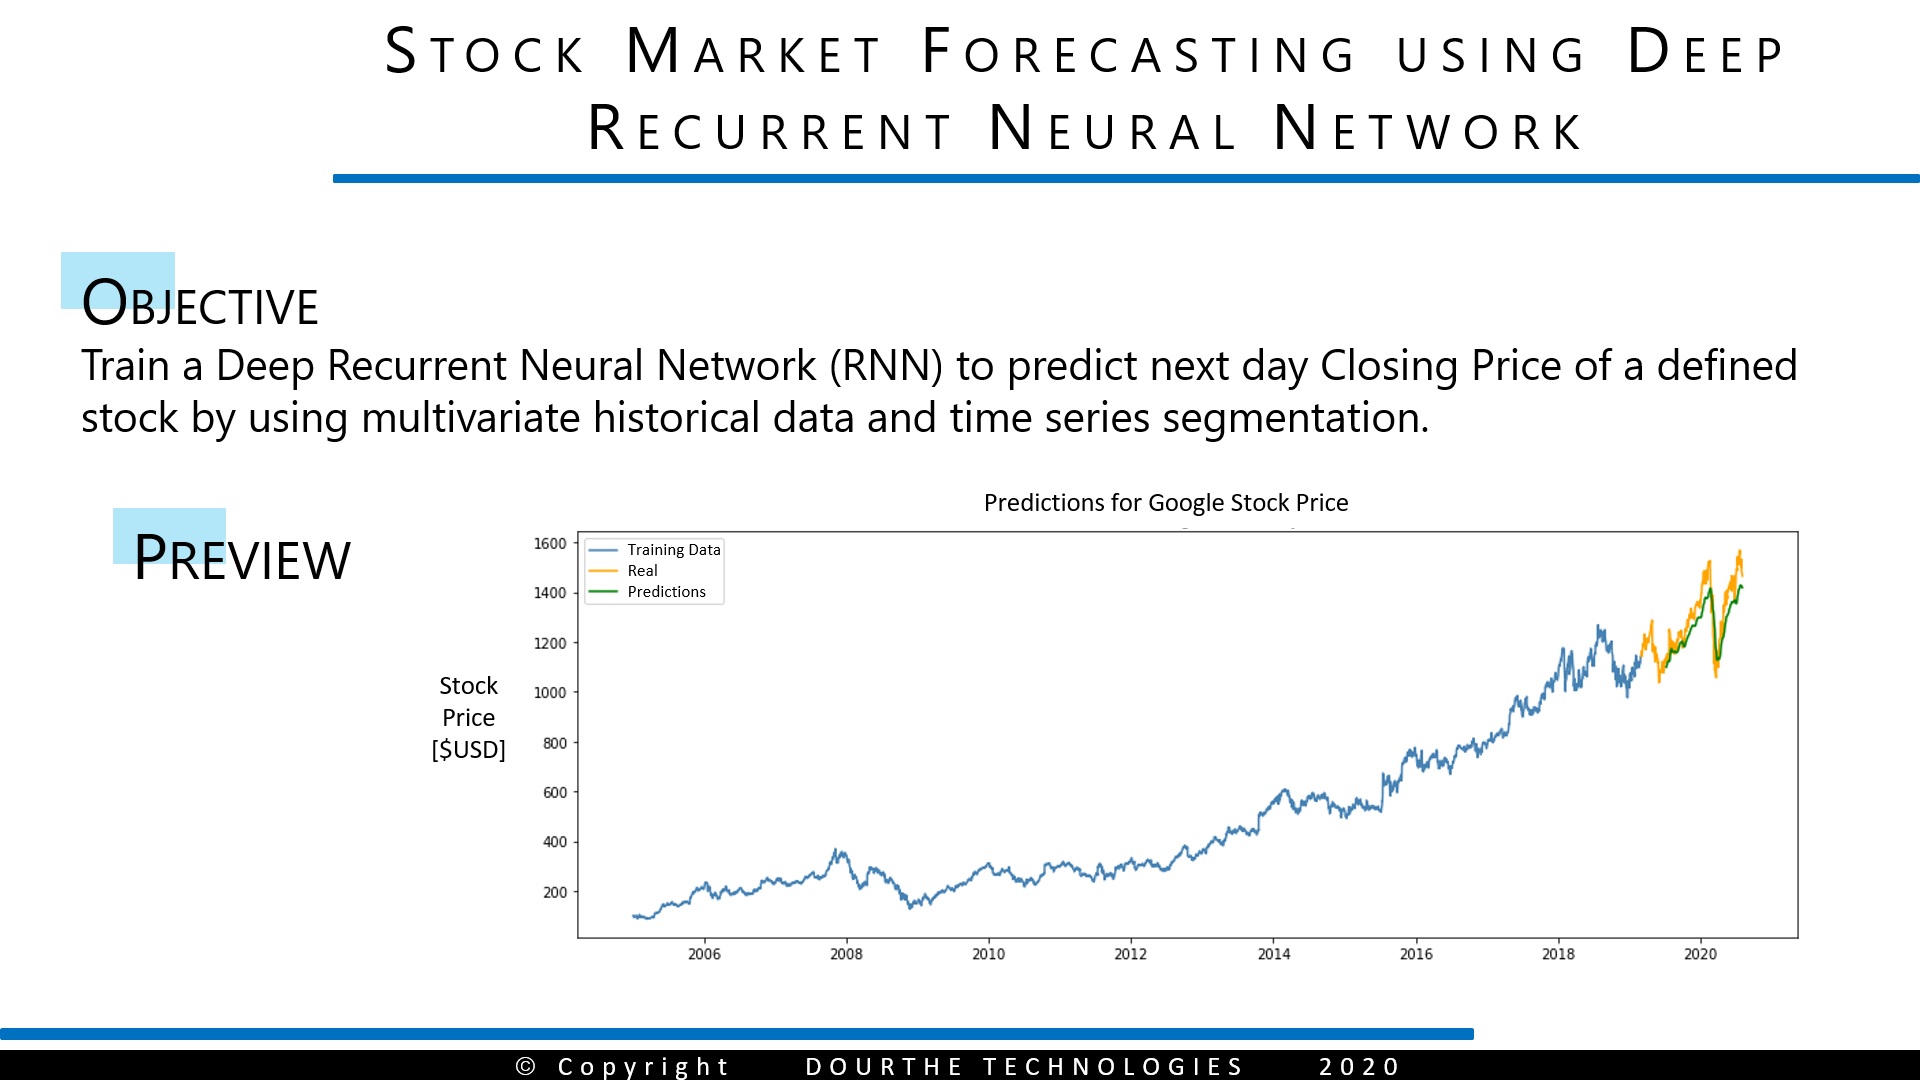 Stock Market Forecasting using Deep
Recurrent Neural Network
Objective
Train a Deep Recurrent Neural Network (RNN) to predict next day Closing Price of a defined
stock by using multivariate historical data and time series segmentation.
Preview
Predictions for Google Stock Price
Training Data
Real
Predictions
Stock
Price
[$USD]
1600
1400
1200
1000
800
600
400
200
2006 2008 2010 2012 2014 2016 2018 2020
© Copyright DOURTHE TECHNOLOGIES 2020